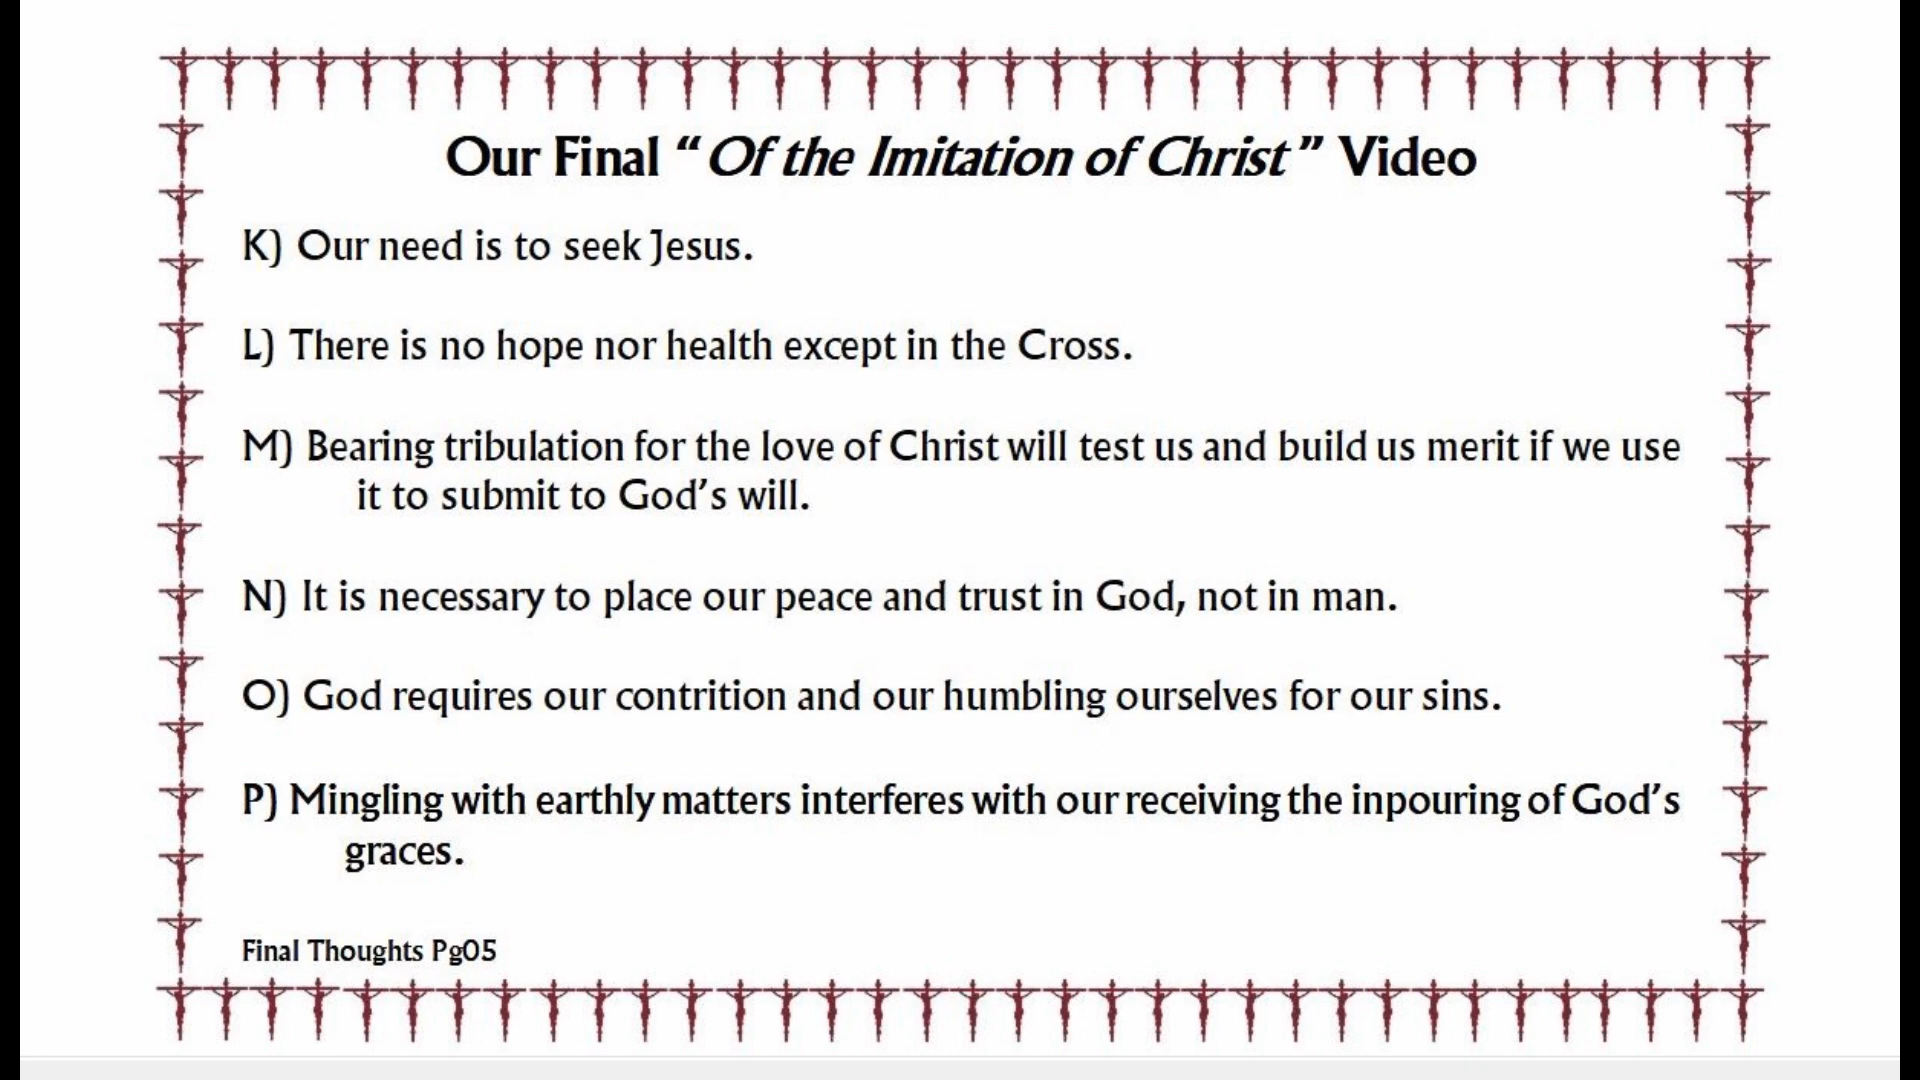 Our Final “Of the Imitation of Christ” Video
K) Our need is to seek Jesus.
L) There is no hope nor health except in the Cross.
M) Bearing tribulation for the love of Christ will test us and build us merit if we use
it to submit to God’s will.
N) It is necessary to place our peace and trust in God, not in man.
O) God requires our contrition and our humbling ourselves for our sins.
P) Mingling with earthly matters interferes with our receiving the inpouring of God’s
graces.
Final Thoughts Pg05